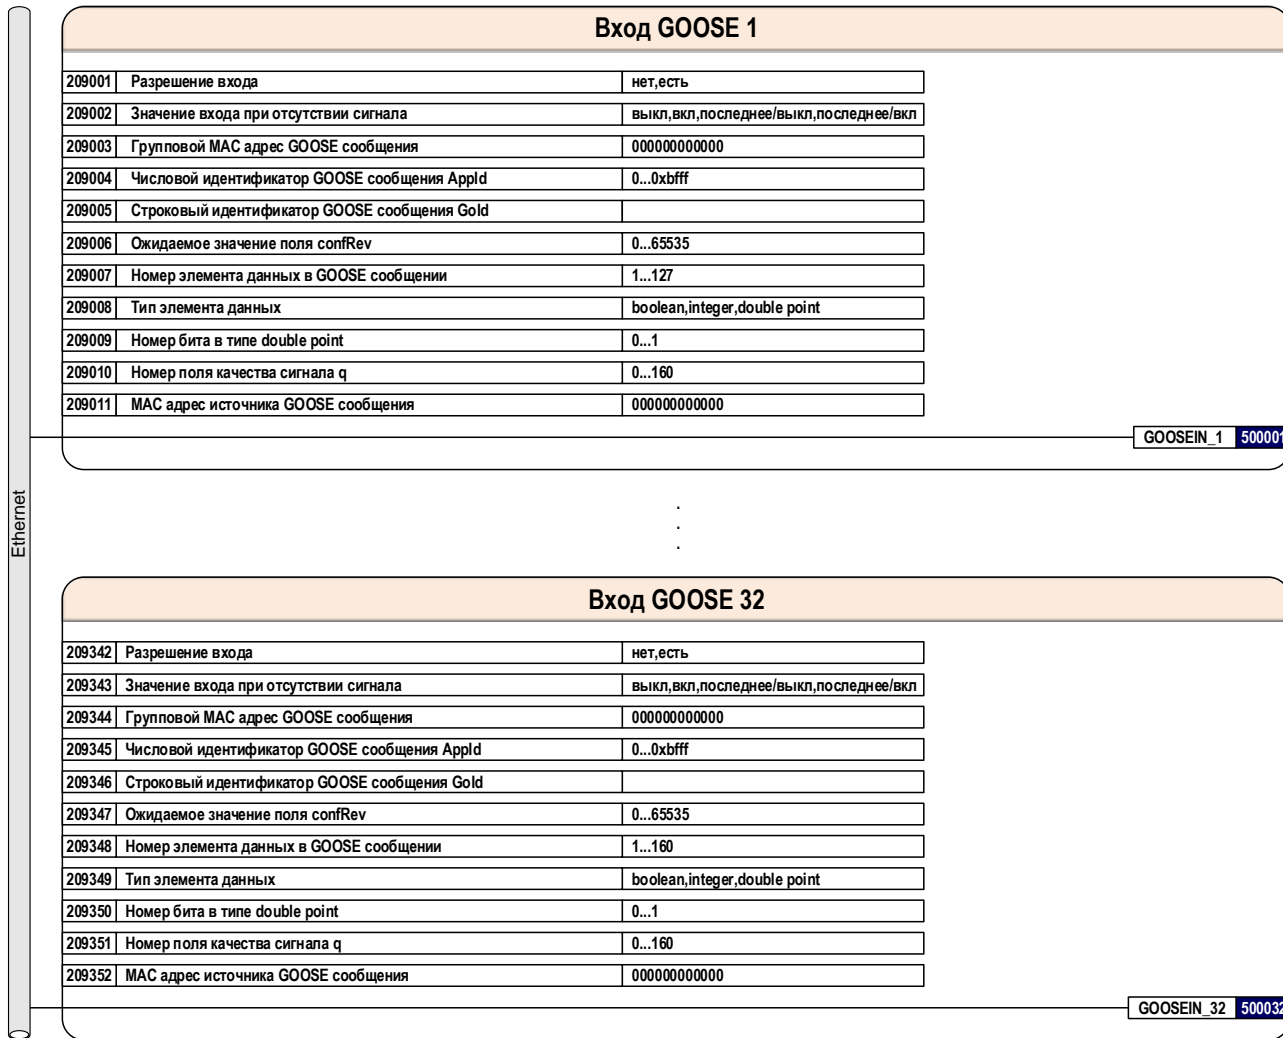 Вход GOOSE 1
209001 Разрешение входа нет,есть
209002 Значение входа при отсутствии сигнала выкл,вкл,последнее/выкл,последнее/вкл
209003 Групповой MAC адрес GOOSE сообщения 000000000000
209004 Числовой идентификатор GOOSE сообщения AppId 0...0xbfff
209005 Строковый идентификатор GOOSE сообщения GoId
209006 Ожидаемое значение поля confRev 0...65535
209007 Номер элемента данных в GOOSE сообщении 1...127
209008 Тип элемента данных boolean,integer,double point
209009 Номер бита в типе double point 0...1
209010 Номер поля качества сигнала q 0...160
209011 MAC адрес источника GOOSE сообщения 000000000000
GOOSEIN_1 500001
Ethernet
.
.
.
Вход GOOSE 32
209342 Разрешение входа нет,есть
209343 Значение входа при отсутствии сигнала выкл,вкл,последнее/выкл,последнее/вкл
209344 Групповой MAC адрес GOOSE сообщения 000000000000
209345 Числовой идентификатор GOOSE сообщения AppId 0...0xbfff
209346 Строковый идентификатор GOOSE сообщения GoId
209347 Ожидаемое значение поля confRev 0...65535
209348 Номер элемента данных в GOOSE сообщении 1...160
209349 Тип элемента данных boolean,integer,double point
209350 Номер бита в типе double point 0...1
209351 Номер поля качества сигнала q 0...160
209352 MAC адрес источника GOOSE сообщения 000000000000
GOOSEIN_32 500032